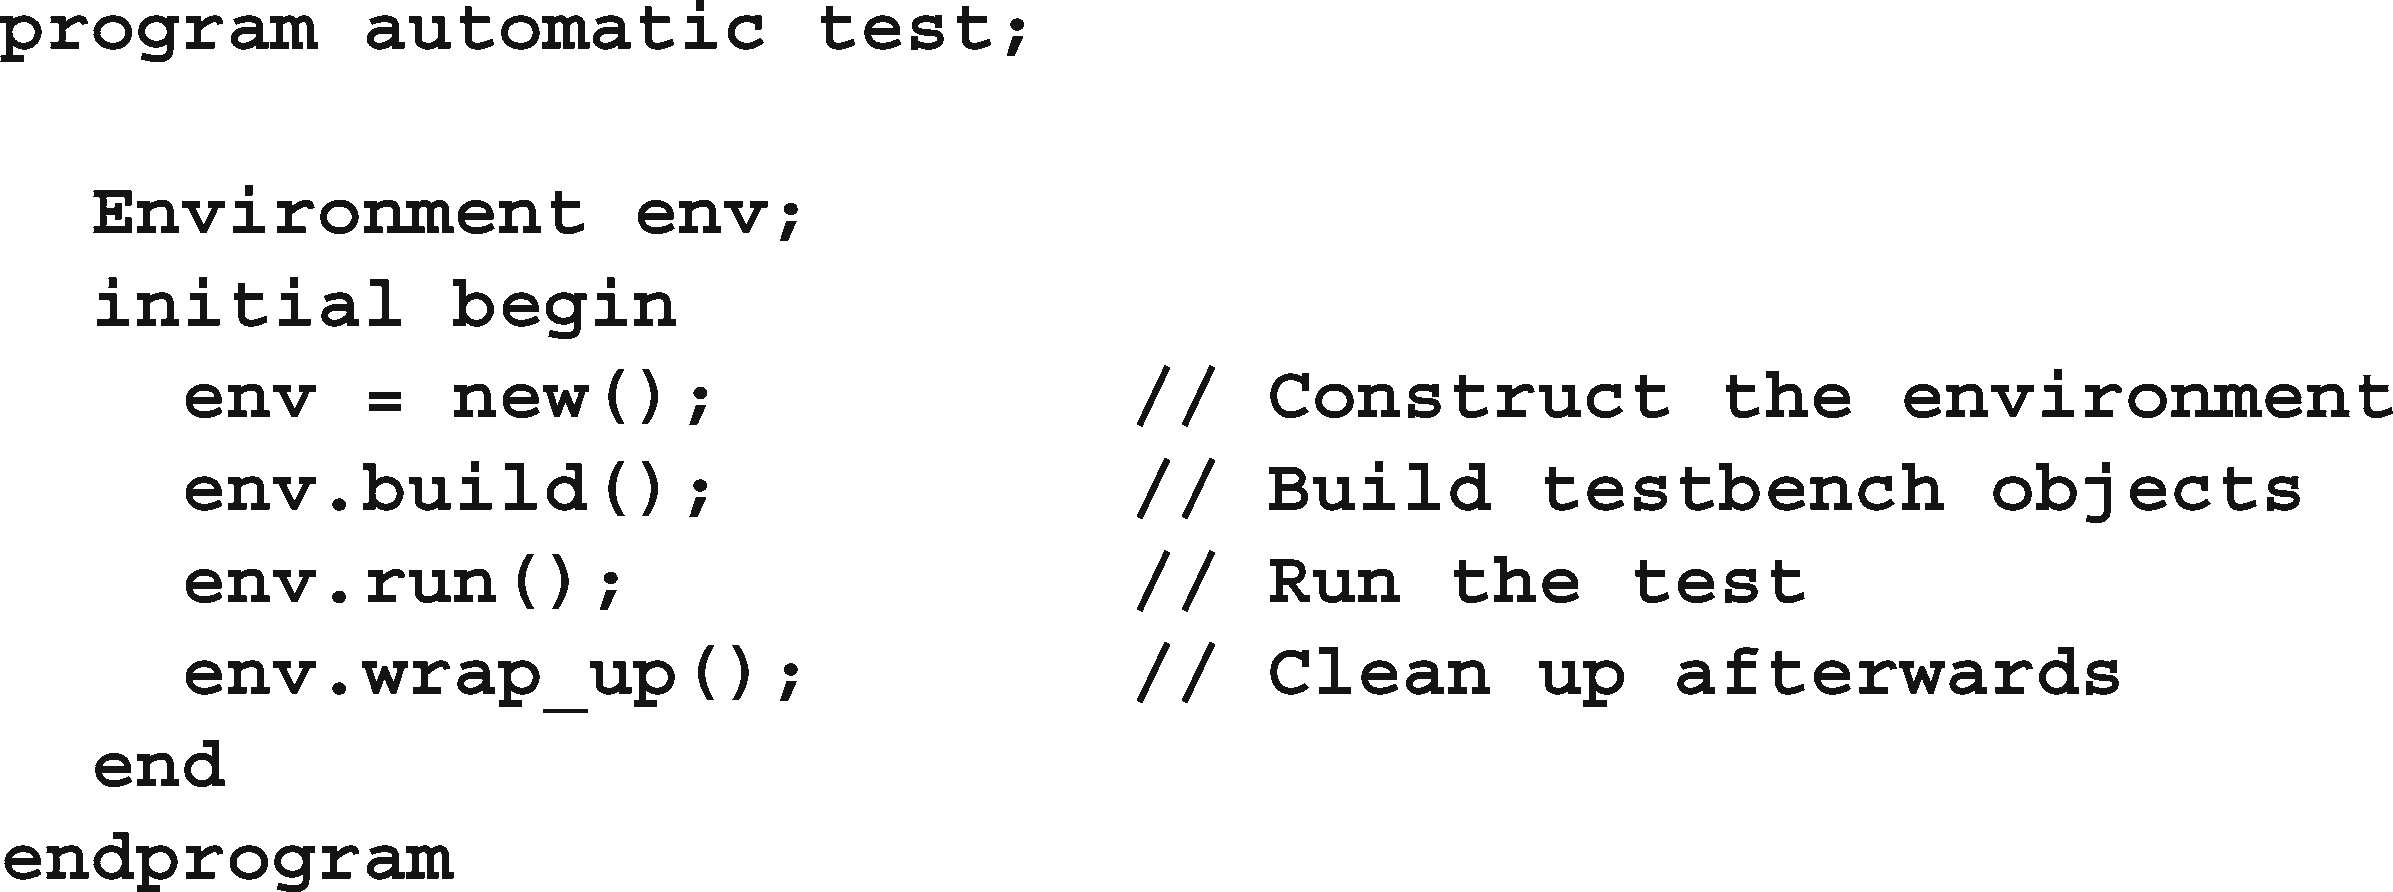 program automatic test;
Environment env;
initial begin
env = new(); // Construct the environment
env.build(); // Build testbench objects
env.run(); // Run the test
env.wrap_up(); // Clean up afterwards
end
endprogram